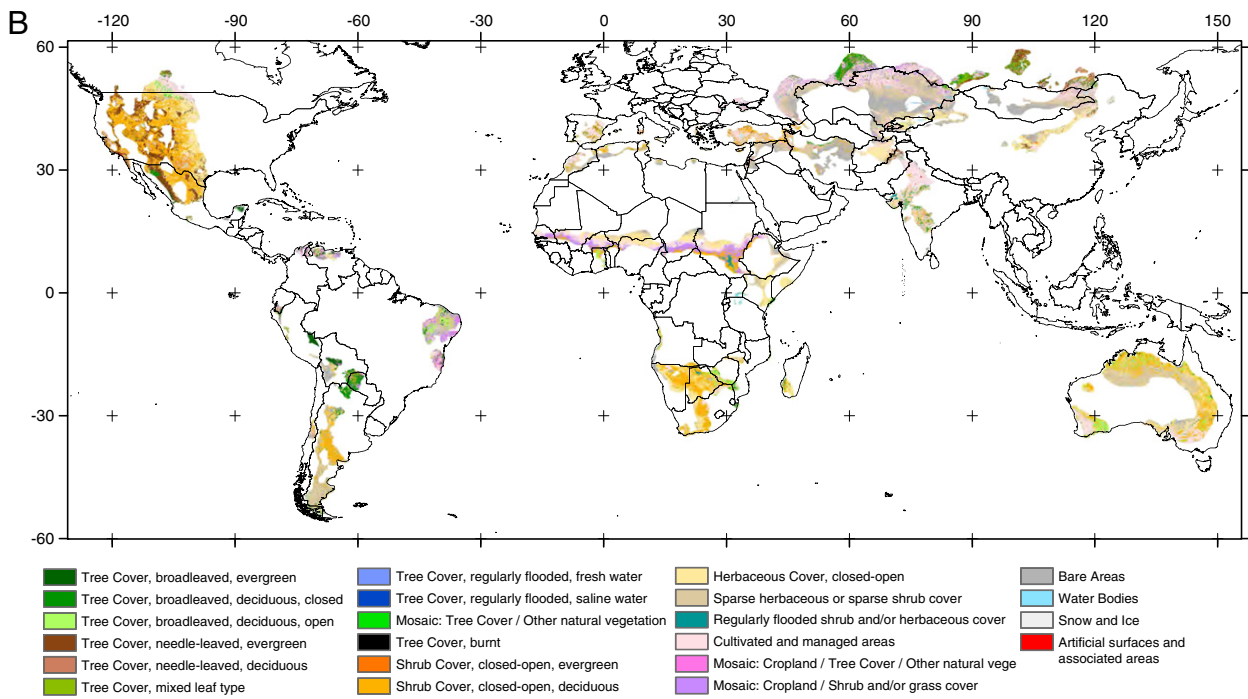 B
-120 -90 -60 -30 0 30 60 90 120 150
60
30
0
-30
-60
Tree Cover, broadleaved, evergreen
Tree Cover, broadleaved, deciduous, closed
Tree Cover, broadleaved, deciduous, open
Tree Cover, needle-leaved, evergreen
Tree Cover, needle-leaved, deciduous
Tree Cover, mixed leaf type
Tree Cover, regularly flooded, fresh water
Tree Cover, regularly flooded, saline water
Mosaic: Tree Cover / Other natural vegetation
Tree Cover, burnt
Shrub Cover, closed-open, evergreen
Shrub Cover, closed-open, deciduous
Herbaceous Cover, closed-open
Sparse herbaceous or sparse shrub cover
Regularly flooded shrub and/or herbaceous cover
Cultivated and managed areas
Mosaic: Cropland / Tree Cover / Other natural vege
Mosaic: Cropland / Shrub and/or grass cover
Bare Areas
Water Bodies
Snow and Ice
Artificial surfaces and
associated areas